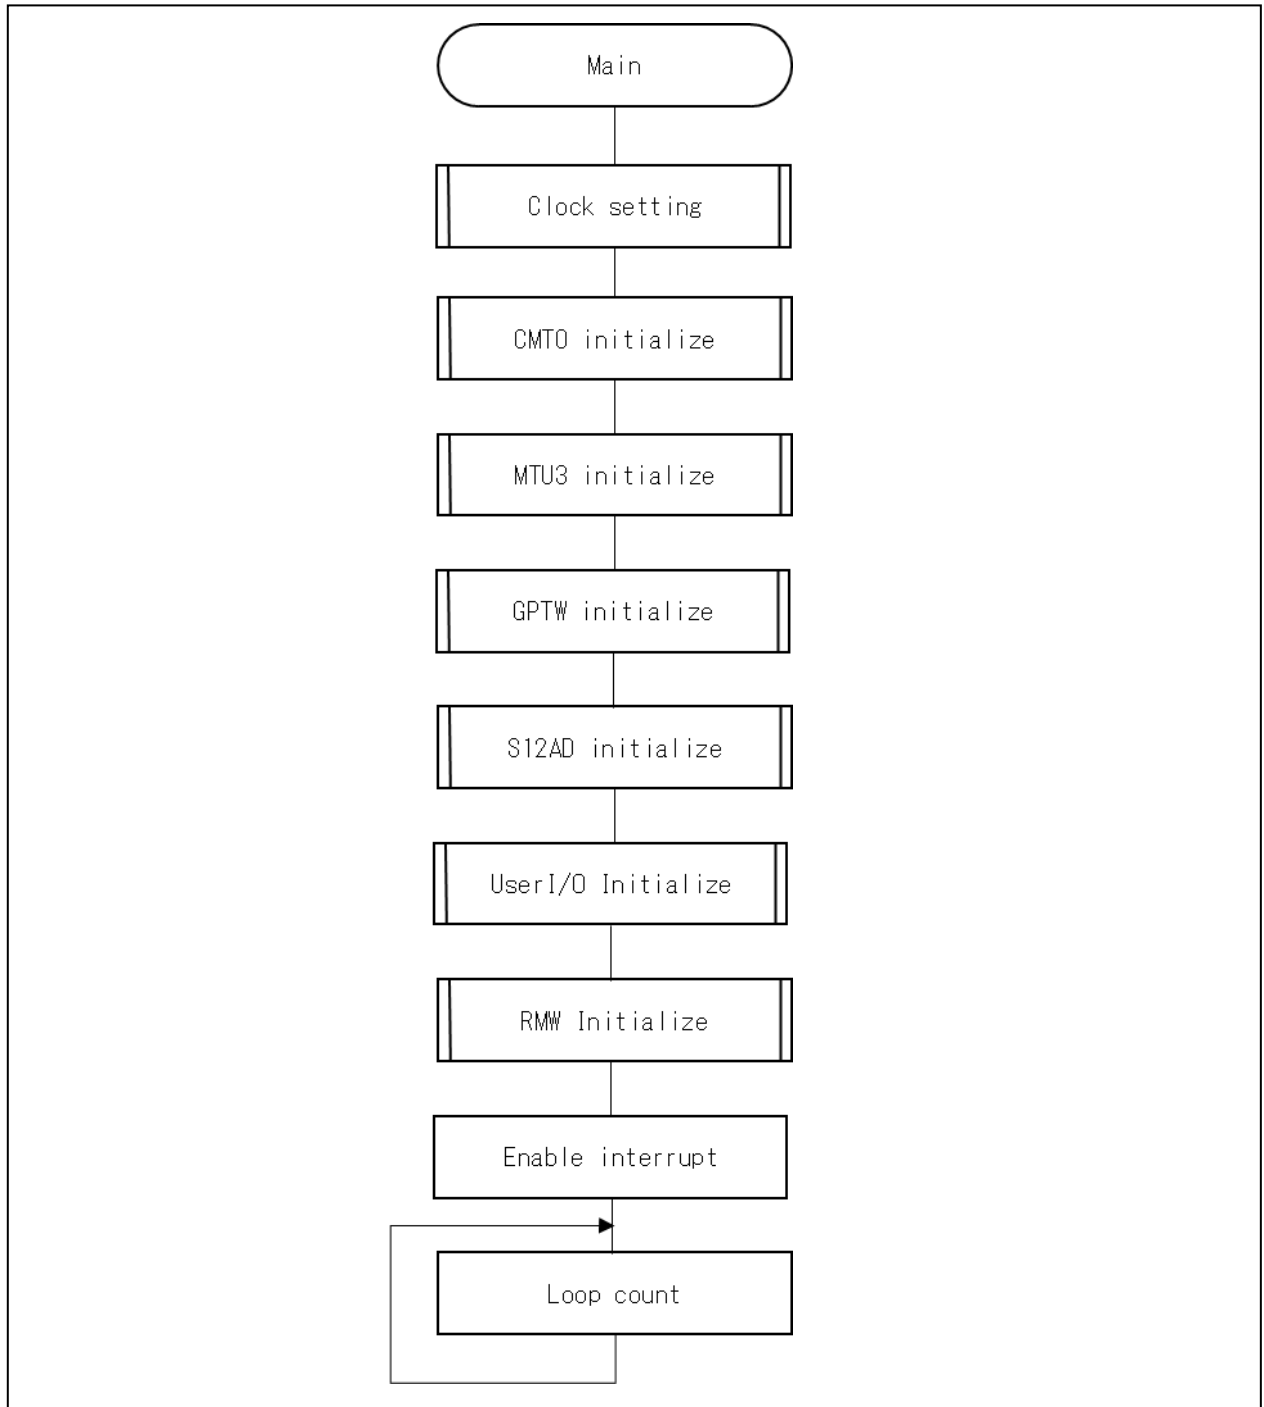 Main
Clock setting
CMT0 initialize
MTU3 initialize
GPTW initialize
S12AD initialize
UserI/O Initialize
RMW Initialize
Enable interrupt
Loop count